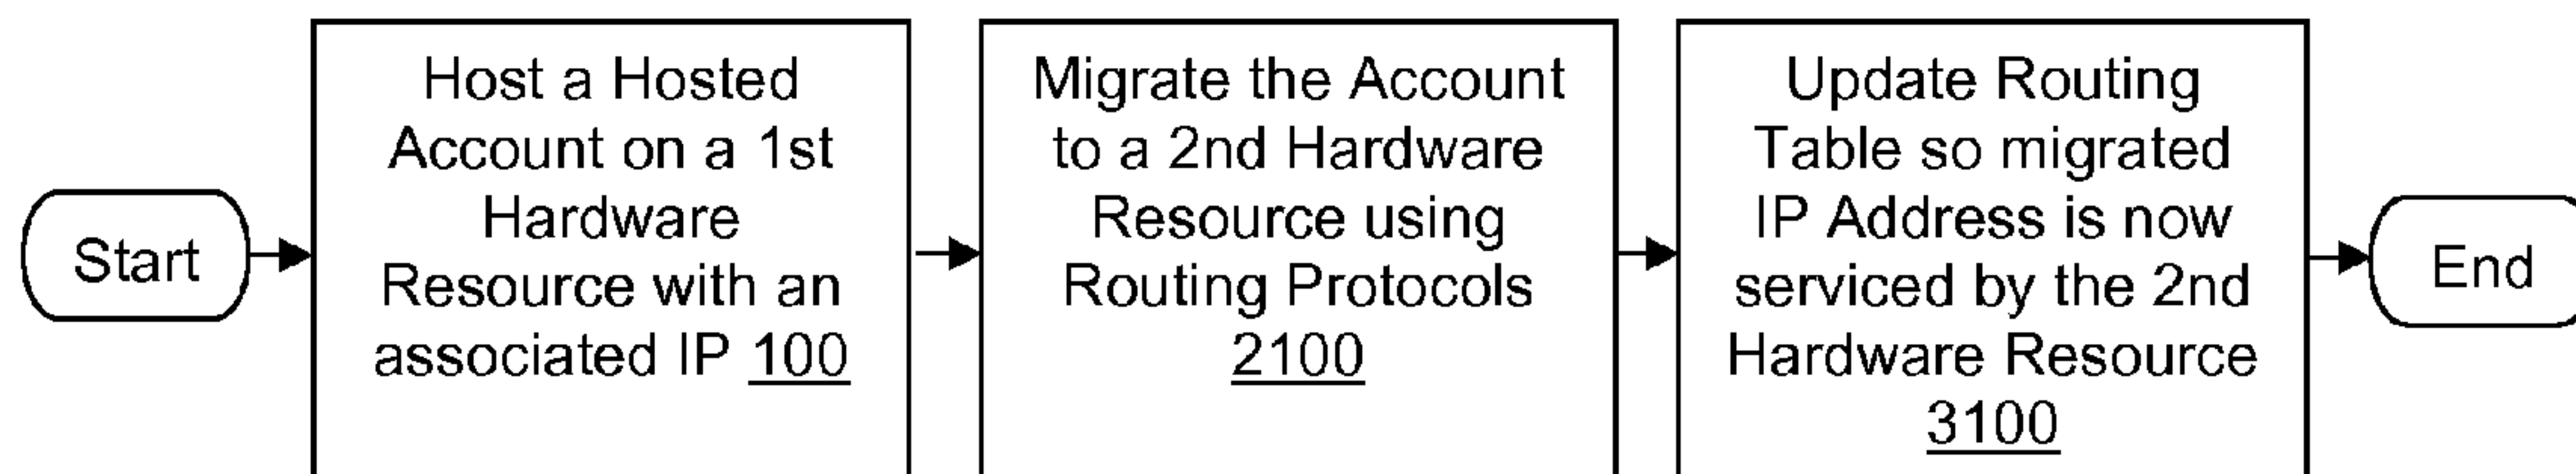 Start
Host a Hosted
Account on a 1st
Hardware
Resource with an
associated IP 100
Migrate the Account
to a 2nd Hardware
Resource using
Routing Protocols
2100
Update Routing
Table so migrated
IP Address is now
serviced by the 2nd
Hardware Resource
3100
End